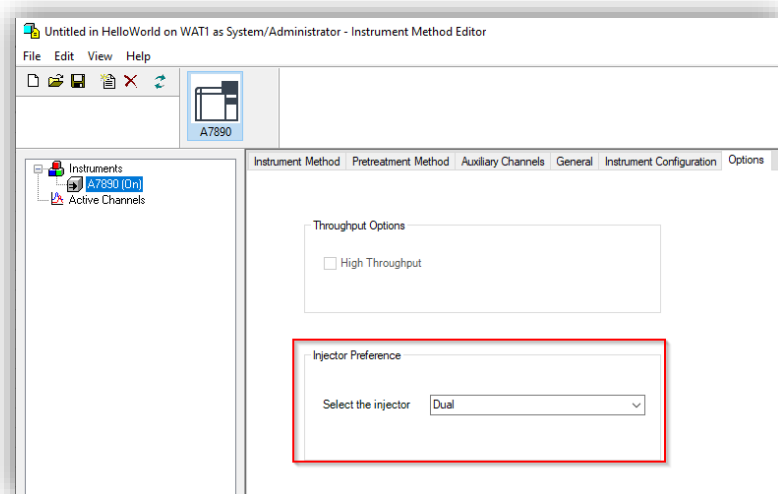 Untitled in HelloWorld on WAT1 as System/Administrator - Instrument Method Editor
File Edit View Help
A7890
Instruments
A7890 (On)
Active Channels
Instrument Method Pretreatment Method Auxiliary Channels General Instrument Configuration Options
Throughput Options
High Throughput
Injector Preference
Select the injector Dual